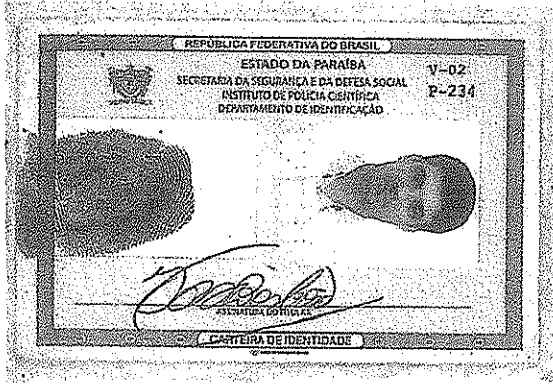 REPÚBLICA FEDERATIVA DO BRASIL
ESTADO DA PARAÍBA
V-02
SECRETARIA DA SEGURANÇA E DA DEFESA SOCIAL
P-234
INSTITUTO DE POLÍCIA CIENTÍFICA
DEPARTAMENTO DE IDENTIFICAÇÃO
ASSINATURA DO TITULAR
CARTEIRA DE IDENTIDADE